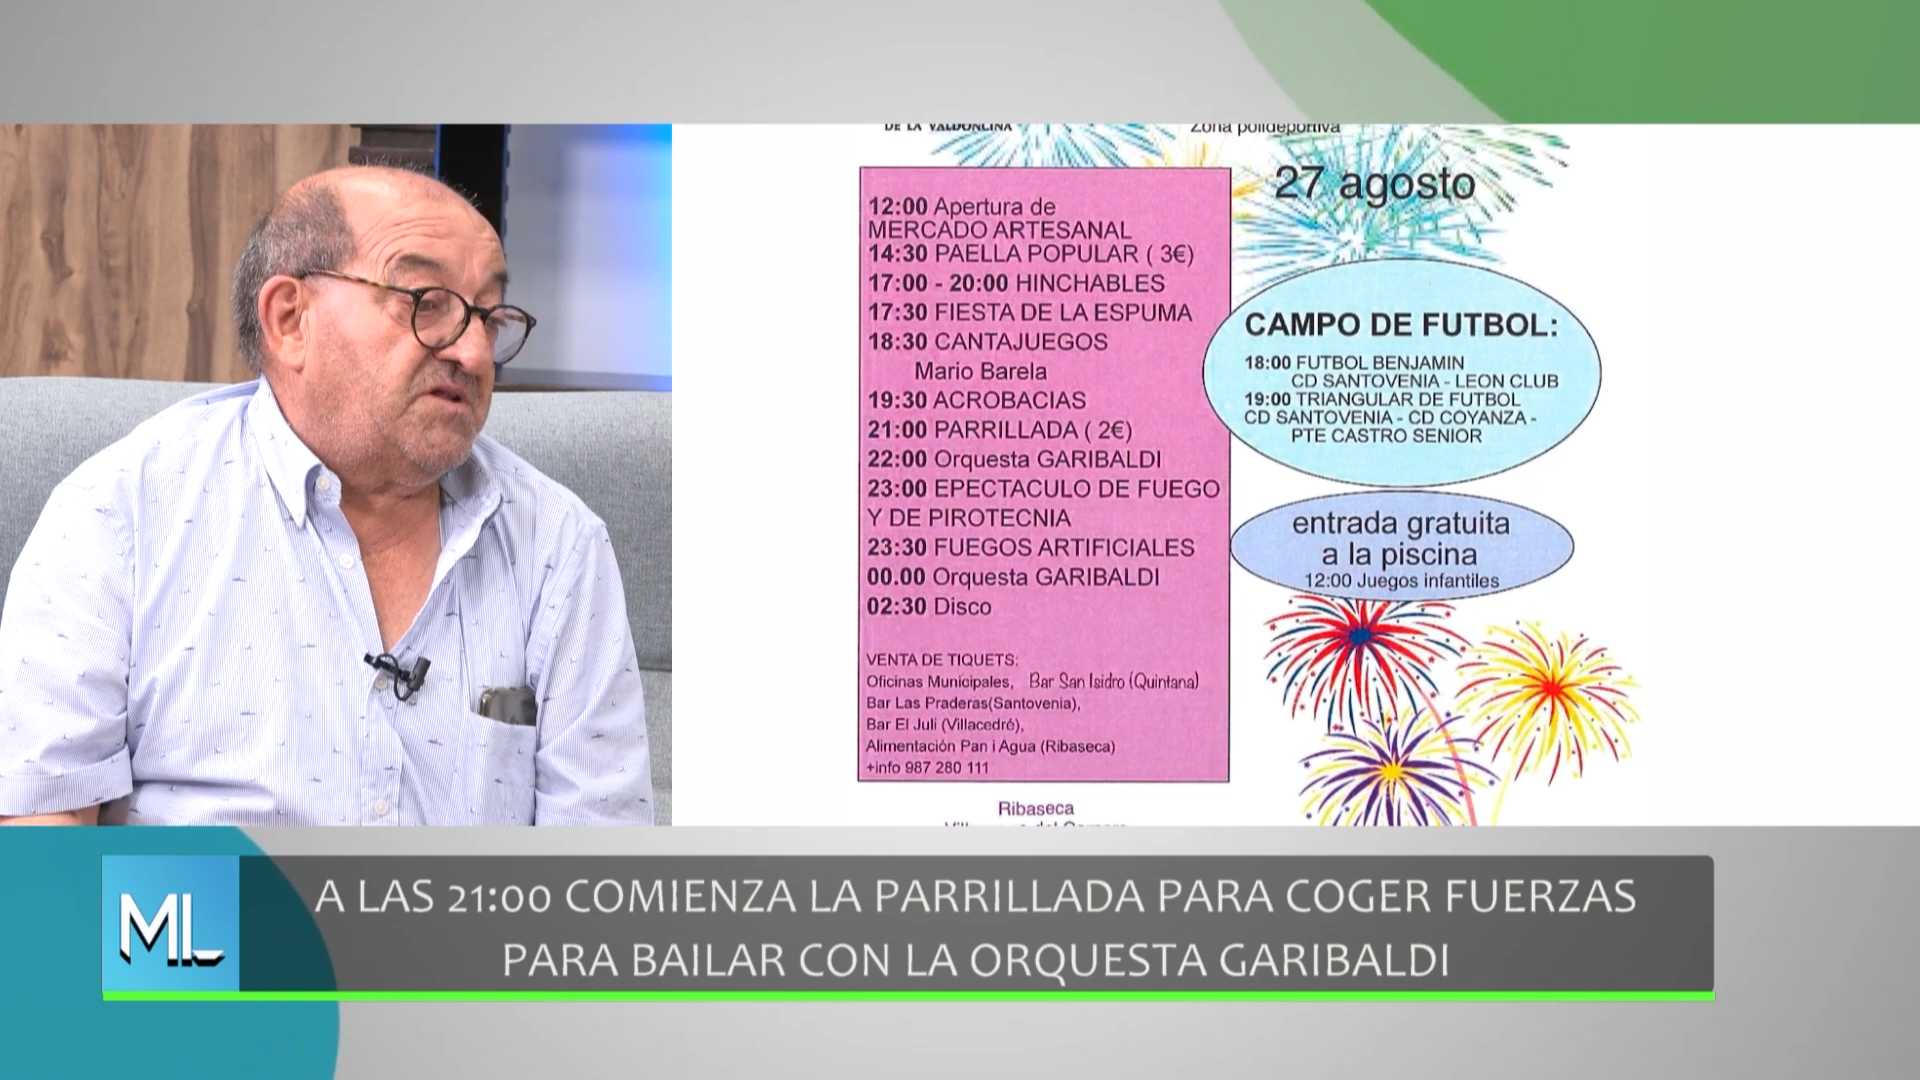 DE LA VALDONCINA
Zona polideportiva
27 agosto
12:00 Apertura de
MERCADO ARTESANAL
14:30 PAELLA POPULAR ( 3€)
17:00 - 20:00 HINCHABLES
17:30 FIESTA DE LA ESPUMA
18:30 CANTAJUEGOS
Mario Barela
19:30 ACROBACIAS
21:00 PARRILLADA ( 2€)
22:00 Orquesta GARIBALDI
23:00 EPECTACULO DE FUEGO
Y DE PIROTECNIA
23:30 FUEGOS ARTIFICIALES
00.00 Orquesta GARIBALDI
02:30 Disco
VENTA DE TIQUETS:
Oficinas Municipales, Bar San Isidro (Quintana)
Bar Las Praderas(Santovenia),
Bar El Juli (Villacedré),
Alimentación Pan i Agua (Ribaseca)
+info 987 280 111
Ribaseca
CAMPO DE FUTBOL:
18:00 FUTBOL BENJAMIN
CD SANTOVENIA - LEON CLUB
19:00 TRIANGULAR DE FUTBOL
CD SANTOVENIA - CD COYANZA -
PTE CASTRO SENIOR
entrada gratuita
a la piscina
12:00 Juegos infantiles
ML
A LAS 21:00 COMIENZA LA PARRILLADA PARA COGER FUERZAS
PARA BAILAR CON LA ORQUESTA GARIBALDI